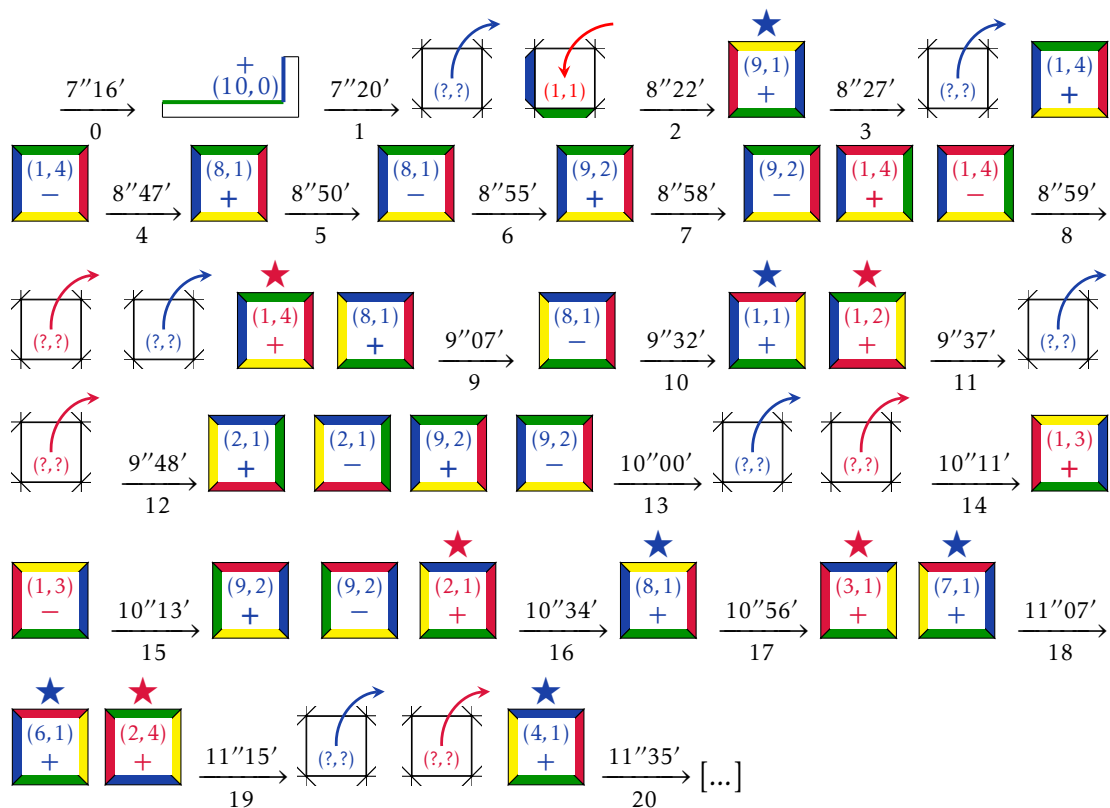 7″16′ 0 + (10,0) 7″20′ 1 (?,?) (1,1) 8″22′ 2 (9,1) + 8″27′ 3 (?,?) (1,4) +
(1,4) − 8″47′ 4 (8,1) + 8″50′ 5 (8,1) − 8″55′ 6 (9,2) + 8″58′ 7 (9,2) − (1,4) + (1,4) − 8″59′ 8
(?,?) (?,?) (1,4) + (8,1) + 9″07′ 9 (8,1) − 9″32′ 10 (1,1) + (1,2) + 9″37′ 11 (?,?)
(?,?) 9″48′ 12 (2,1) + (2,1) − (9,2) + (9,2) − 10″00′ 13 (?,?) (?,?) 10″11′ 14 (1,3) +
(1,3) − 10″13′ 15 (9,2) + (9,2) − (2,1) + 10″34′ 16 (8,1) + 10″56′ 17 (3,1) + (7,1) + 11″07′ 18
(6,1) + (2,4) + 11″15′ 19 (?,?) (?,?) (4,1) + 11″35′ 20 [...]